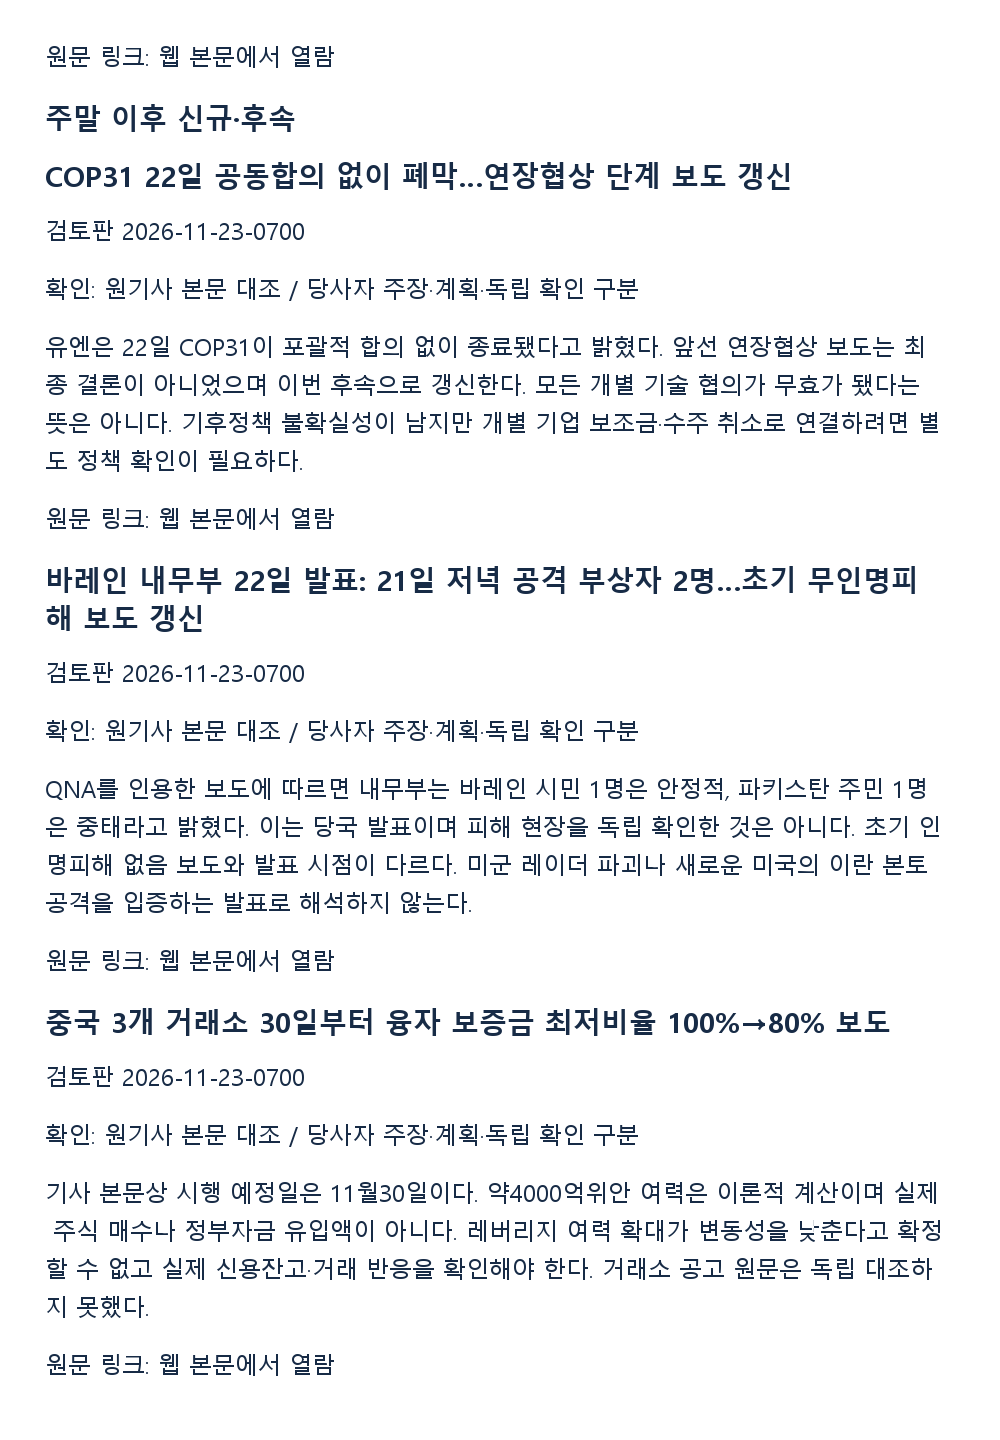 원문 링크: 웹 본문에서 열람
주말 이후 신규·후속
COP31 22일 공동합의 없이 폐막...연장협상 단계 보도 갱신
검토판 2026-11-23-0700
확인: 원기사 본문 대조 / 당사자 주장·계획·독립 확인 구분
유엔은 22일 COP31이 포괄적 합의 없이 종료됐다고 밝혔다. 앞선 연장협상 보도는 최
종 결론이 아니었으며 이번 후속으로 갱신한다. 모든 개별 기술 협의가 무효가 됐다는
뜻은 아니다. 기후정책 불확실성이 남지만 개별 기업 보조금·수주 취소로 연결하려면 별
도 정책 확인이 필요하다.
원문 링크: 웹 본문에서 열람
바레인 내무부 22일 발표: 21일 저녁 공격 부상자 2명...초기 무인명피
해 보도 갱신
검토판 2026-11-23-0700
확인: 원기사 본문 대조 / 당사자 주장·계획·독립 확인 구분
QNA를 인용한 보도에 따르면 내무부는 바레인 시민 1명은 안정적, 파키스탄 주민 1명
은 중태라고 밝혔다. 이는 당국 발표이며 피해 현장을 독립 확인한 것은 아니다. 초기 인
명피해 없음 보도와 발표 시점이 다르다. 미군 레이더 파괴나 새로운 미국의 이란 본토
공격을 입증하는 발표로 해석하지 않는다.
원문 링크: 웹 본문에서 열람
중국 3개 거래소 30일부터 융자 보증금 최저비율 100%→80% 보도
검토판 2026-11-23-0700
확인: 원기사 본문 대조 / 당사자 주장·계획·독립 확인 구분
기사 본문상 시행 예정일은 11월30일이다. 약4000억위안 여력은 이론적 계산이며 실제
주식 매수나 정부자금 유입액이 아니다. 레버리지 여력 확대가 변동성을 낮춘다고 확정
할 수 없고 실제 신용잔고·거래 반응을 확인해야 한다. 거래소 공고 원문은 독립 대조하
지 못했다.
원문 링크: 웹 본문에서 열람